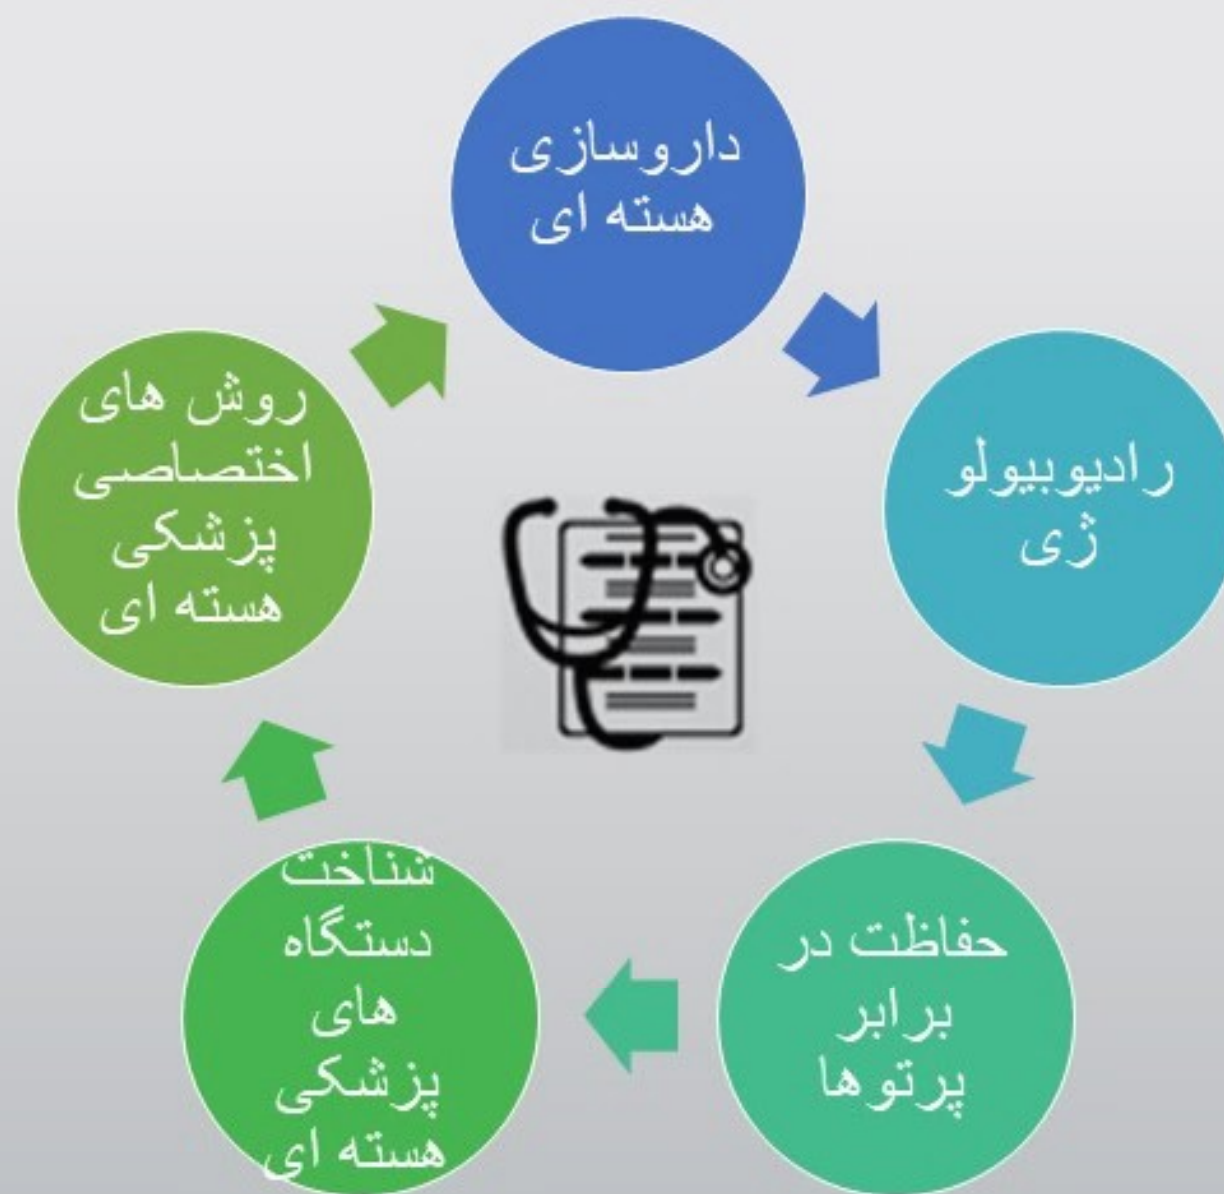 داروسازی
هسته ای
رادیوبیولو
ژی
حفاظت در
برابر
پرتوها
شناخت
دستگاه
های
پزشکی
هسته ای
روش های
اختصاصی
پزشکی
هسته ای